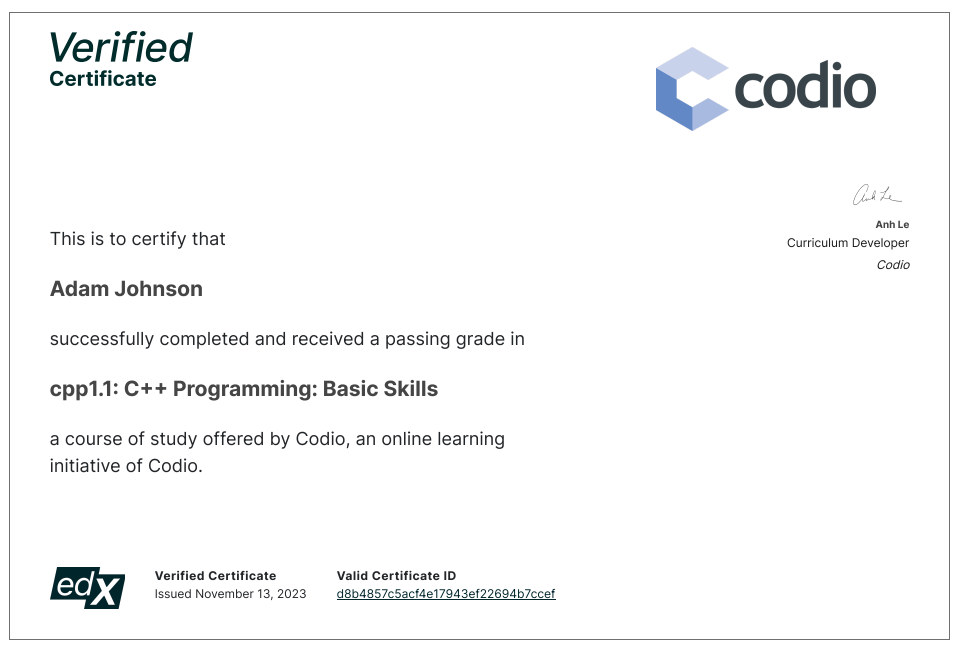 Verified
Certificate
codio
Anh Le
Anh Le
Curriculum Developer
Codio
This is to certify that
Adam Johnson
successfully completed and received a passing grade in
cpp1.1: C++ Programming: Basic Skills
a course of study offered by Codio, an online learning
initiative of Codio.
edX
Verified Certificate
Issued November 13, 2023
Valid Certificate ID
d8b4857c5acf4e17943ef22694b7ccef